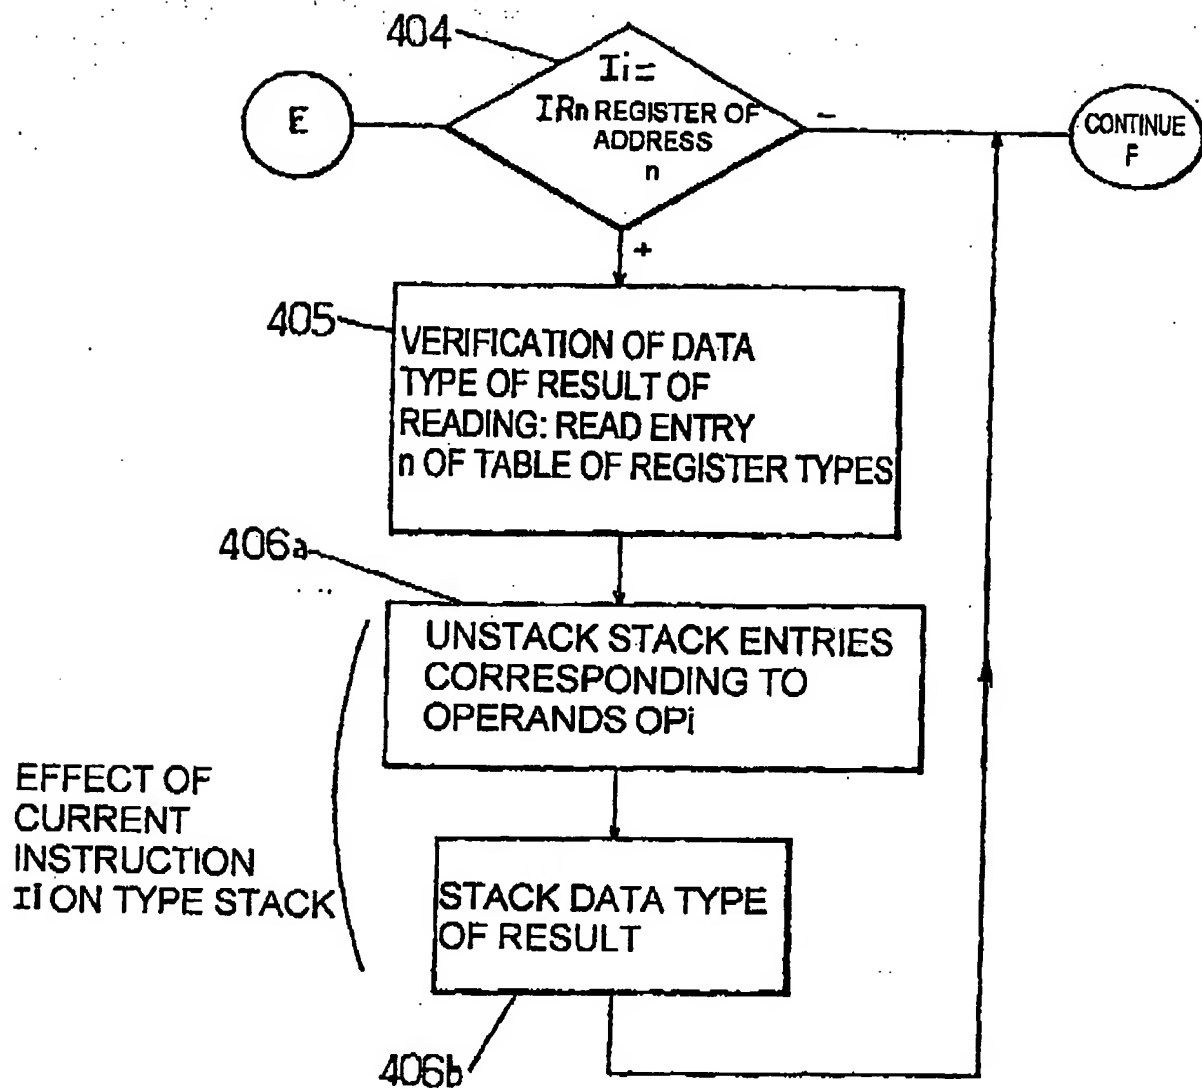 404
E
Ii=
IRn REGISTER OF
ADDRESS
n
-
CONTINUE
F
+
405
VERIFICATION OF DATA
TYPE OF RESULT OF
READING: READ ENTRY
n OF TABLE OF REGISTER TYPES
406a
UNSTACK STACK ENTRIES
CORRESPONDING TO
OPERANDS OPi
EFFECT OF
CURRENT
INSTRUCTION
Ii ON TYPE STACK
STACK DATA TYPE
OF RESULT
406b